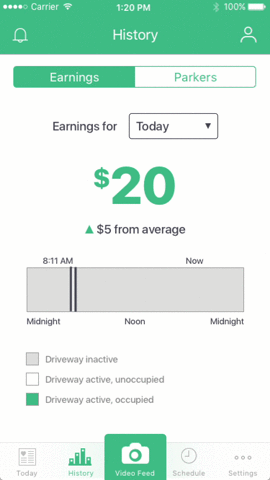 Carrier 1:20 PM 100%
History
Earnings Parkers
Earnings for Today
$20
$5 from average
8:11 AM Now
Midnight Noon Midnight
Driveway inactive
Driveway active, unoccupied
Driveway active, occupied
Today History Video Feed Schedule Settings